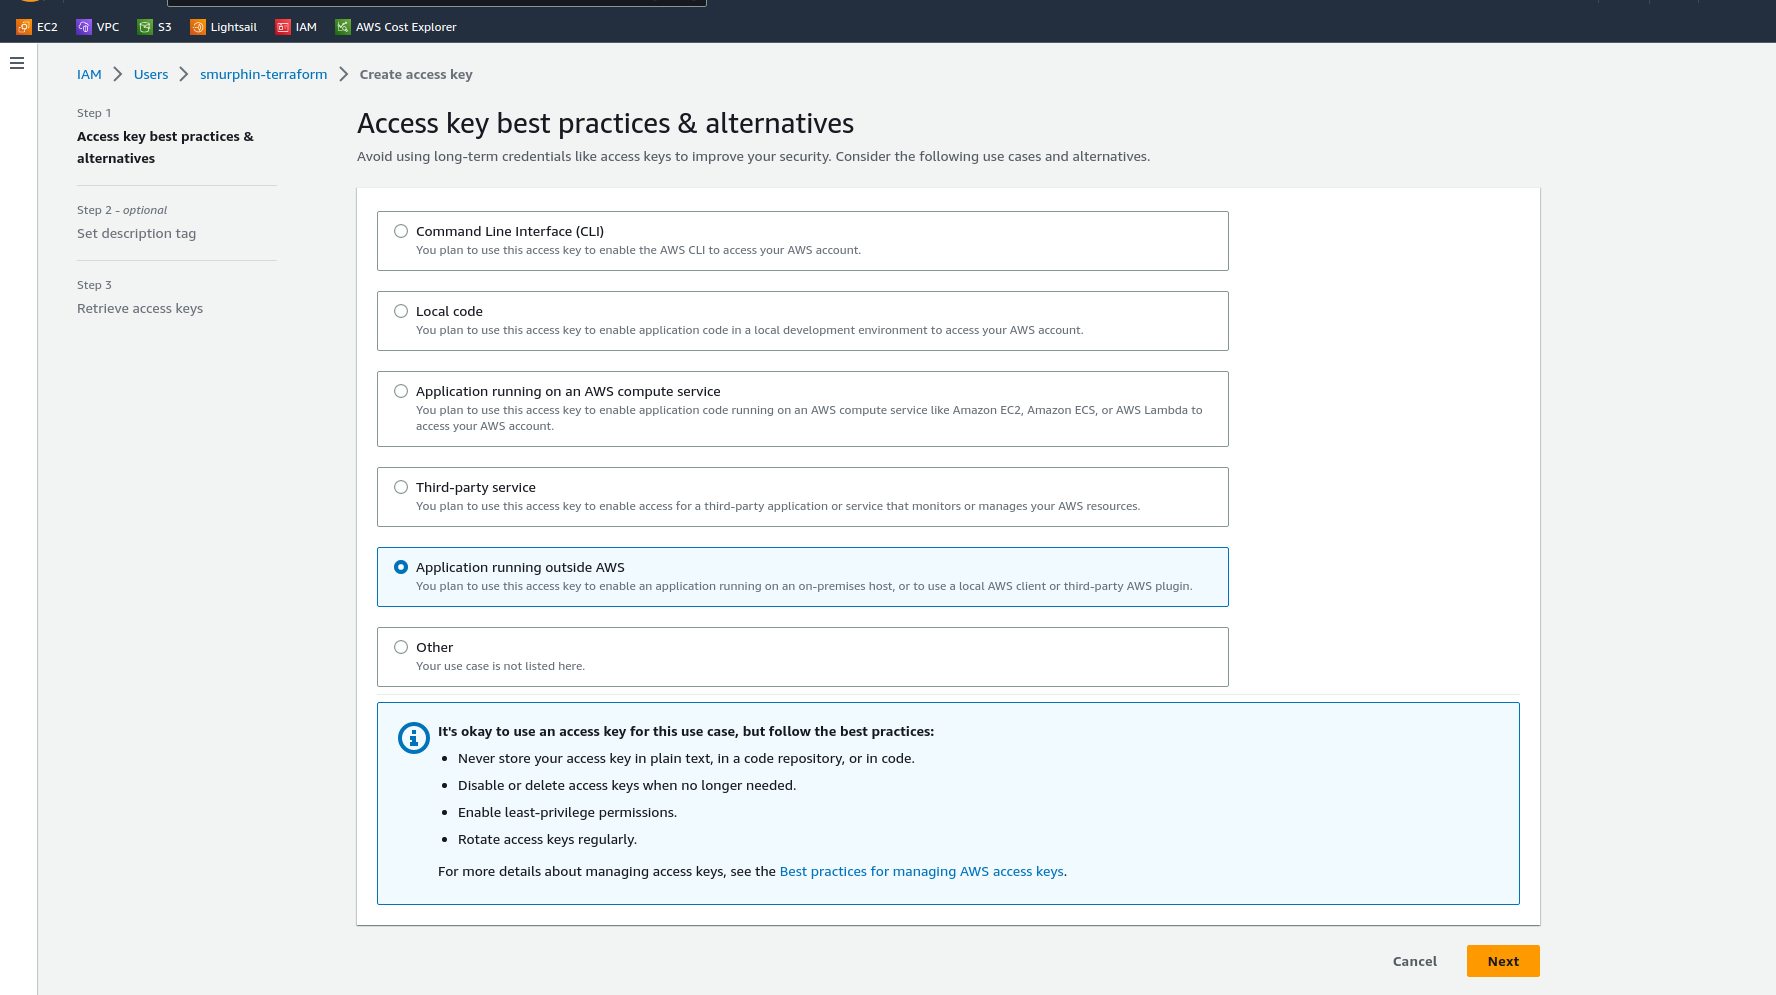 EC2 VPC S3 Lightsail IAM AWS Cost Explorer
IAM Users smurphin-terraform Create access key
Step 1
Access key best practices &
alternatives
Step 2 - optional
Set description tag
Step 3
Retrieve access keys
Access key best practices & alternatives
Avoid using long-term credentials like access keys to improve your security. Consider the following use cases and alternatives.
Command Line Interface (CLI)
You plan to use this access key to enable the AWS CLI to access your AWS account.
Local code
You plan to use this access key to enable application code in a local development environment to access your AWS account.
Application running on an AWS compute service
You plan to use this access key to enable application code running on an AWS compute service like Amazon EC2, Amazon ECS, or AWS Lambda to
access your AWS account.
Third-party service
You plan to use this access key to enable access for a third-party application or service that monitors or manages your AWS resources.
Application running outside AWS
You plan to use this access key to enable an application running on an on-premises host, or to use a local AWS client or third-party AWS plugin.
Other
Your use case is not listed here.
It's okay to use an access key for this use case, but follow the best practices:
• Never store your access key in plain text, in a code repository, or in code.
• Disable or delete access keys when no longer needed.
• Enable least-privilege permissions.
• Rotate access keys regularly.
For more details about managing access keys, see the Best practices for managing AWS access keys.
Cancel Next